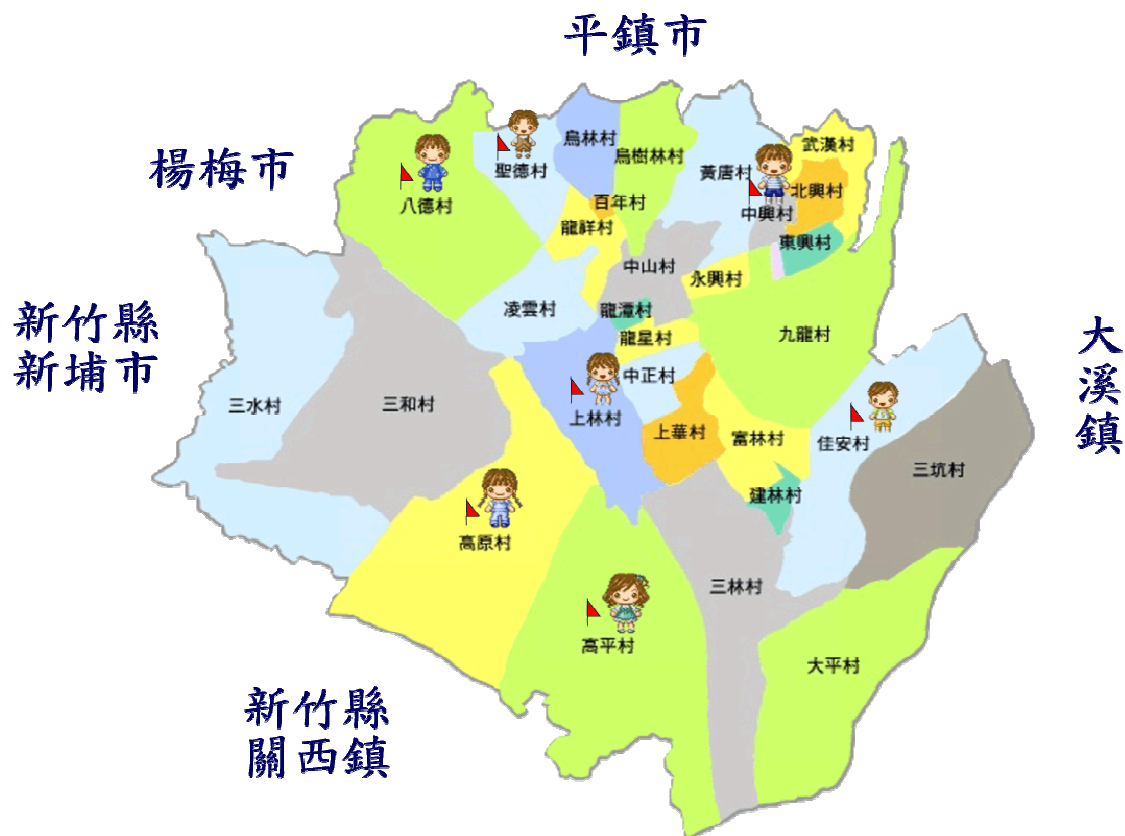 平鎮市
楊梅市
烏林村
武漢村
烏樹林村
聖德村
黃唐村
北興村
八德村
百年村
中興村
龍祥村
東興村
中山村
永興村
新竹縣
新埔市
凌雲村
龍潭村
龍星村
九龍村
大溪鎮
中正村
三水村
三和村
上林村
上華村
富林村
佳安村
三坑村
建林村
高原村
三林村
高平村
大平村
新竹縣
關西鎮